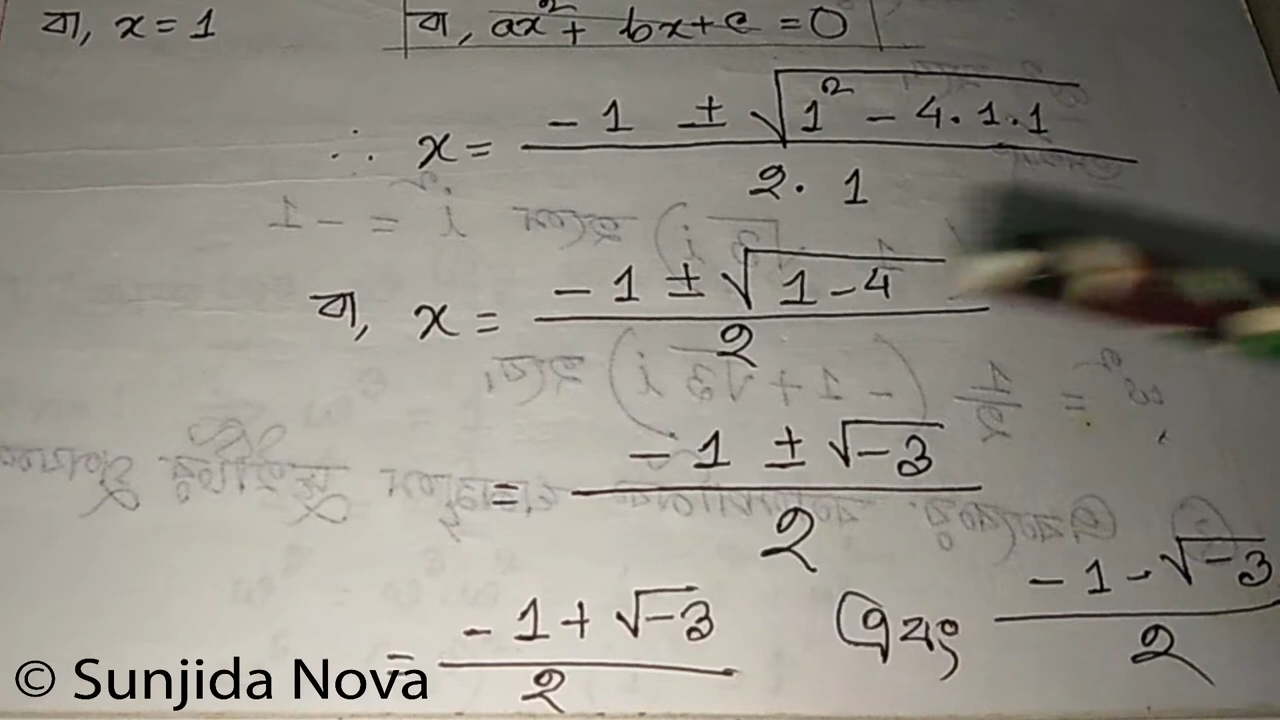 বা, x = 1 বা, ax² + bx + c = 0
∴ x = (-1 ± √(1² - 4·1·1)) / (2·1)
বা, x = (-1 ± √(1-4)) / 2
= (-1 ± √-3) / 2
= (-1 + √-3) / 2 এবং (-1 - √-3) / 2
© Sunjida Nova